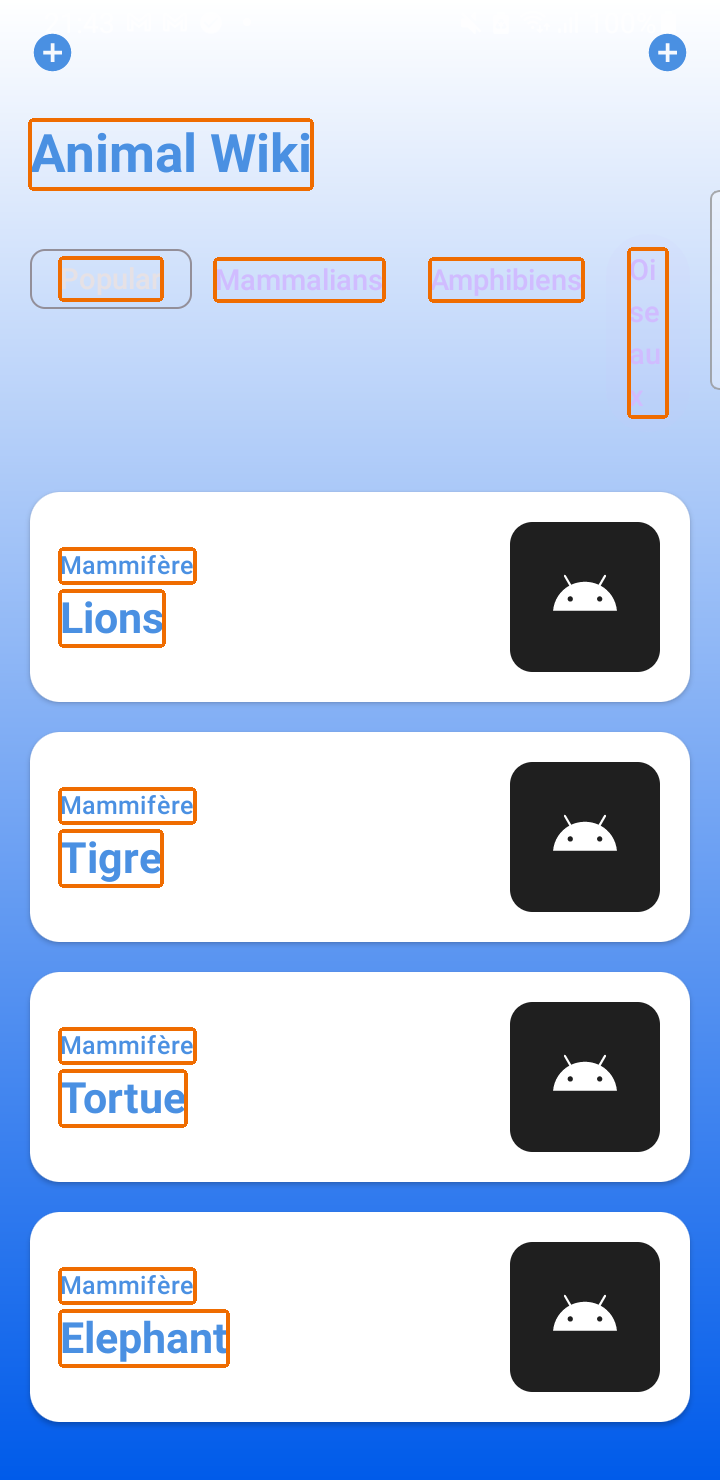 Animal Wiki
Popular
Mammalians
Amphibiens
Oi
se
au
x
Mammifère
Lions
Mammifère
Tigre
Mammifère
Tortue
Mammifère
Elephant